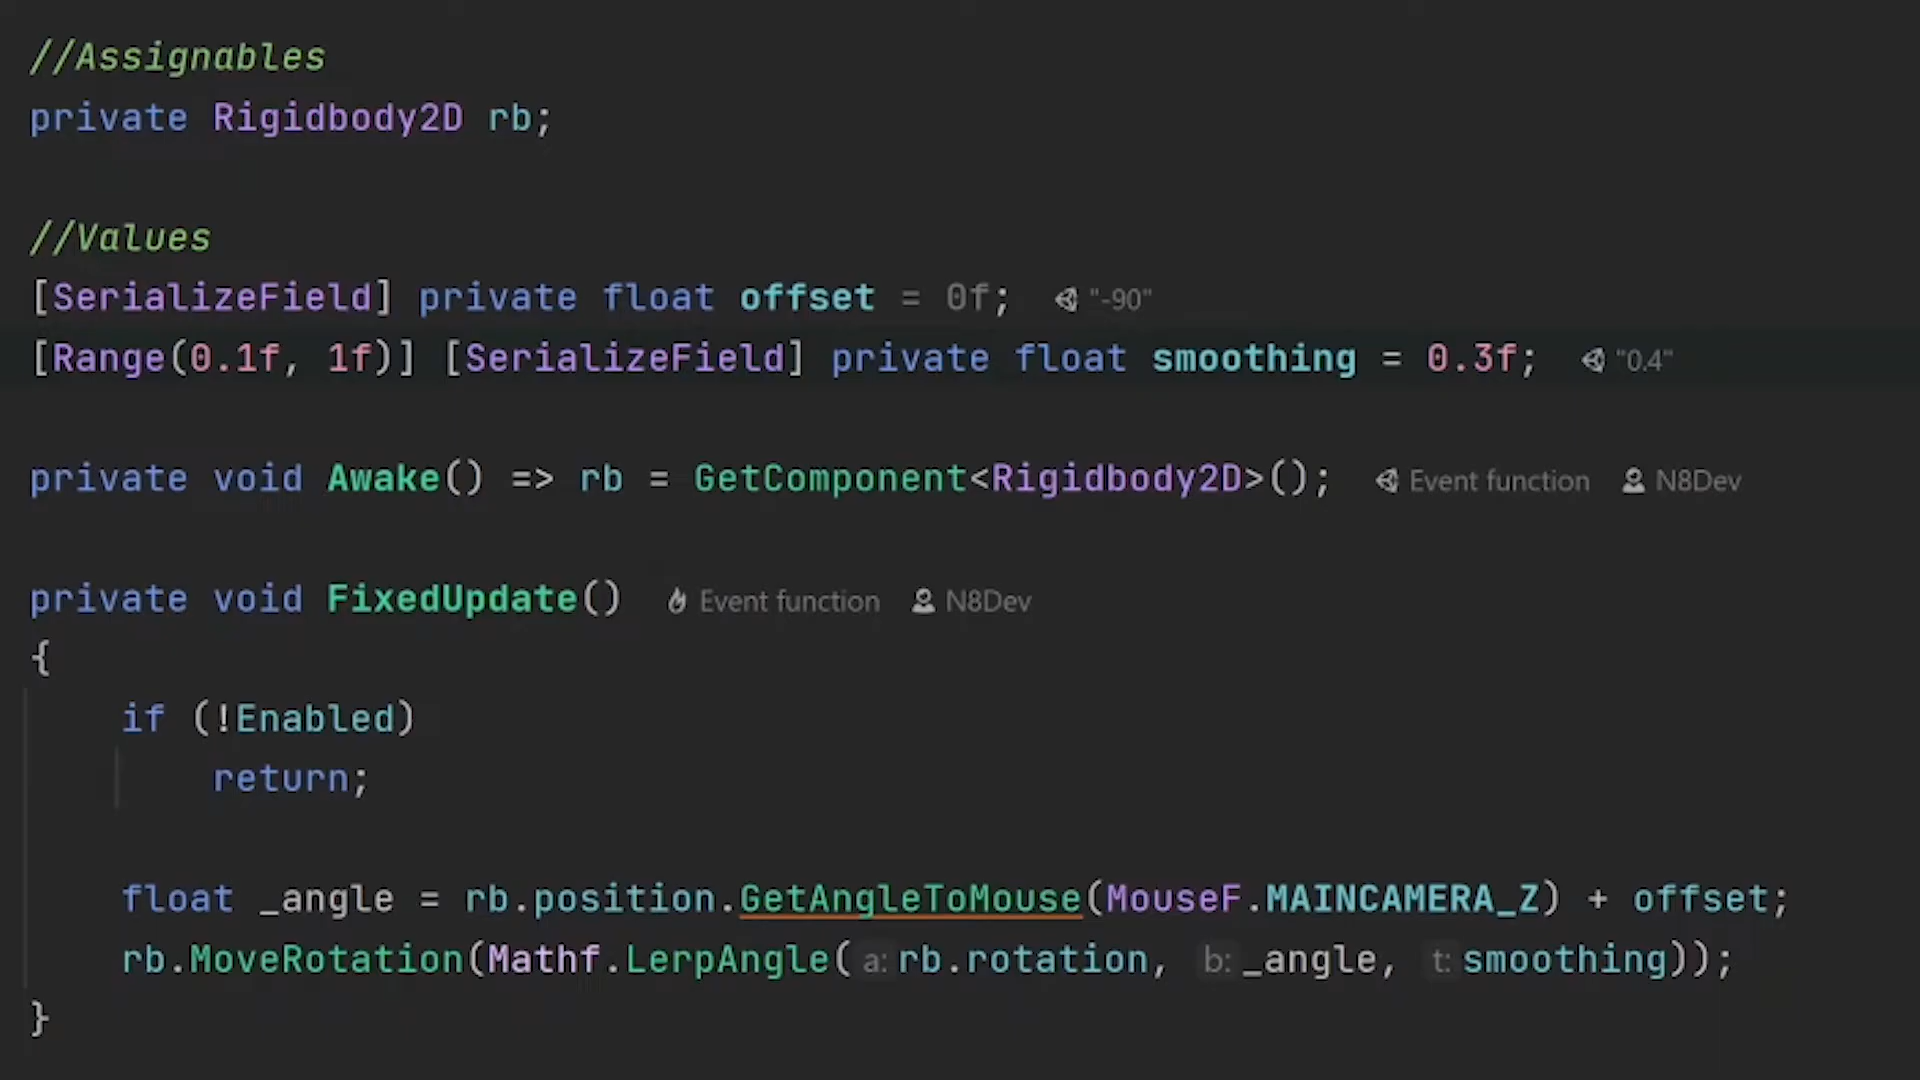 //Assignables
private Rigidbody2D rb;
//Values
[SerializeField] private float offset = 0f; "-90"
[Range(0.1f, 1f)] [SerializeField] private float smoothing = 0.3f; "0.4"
private void Awake() => rb = GetComponent<Rigidbody2D>(); Event function N8Dev
private void FixedUpdate() Event function N8Dev
{
if (!Enabled)
return;
float _angle = rb.position.GetAngleToMouse(MouseF.MAINCAMERA_Z) + offset;
rb.MoveRotation(Mathf.LerpAngle( a: rb.rotation, b: _angle, t: smoothing));
}